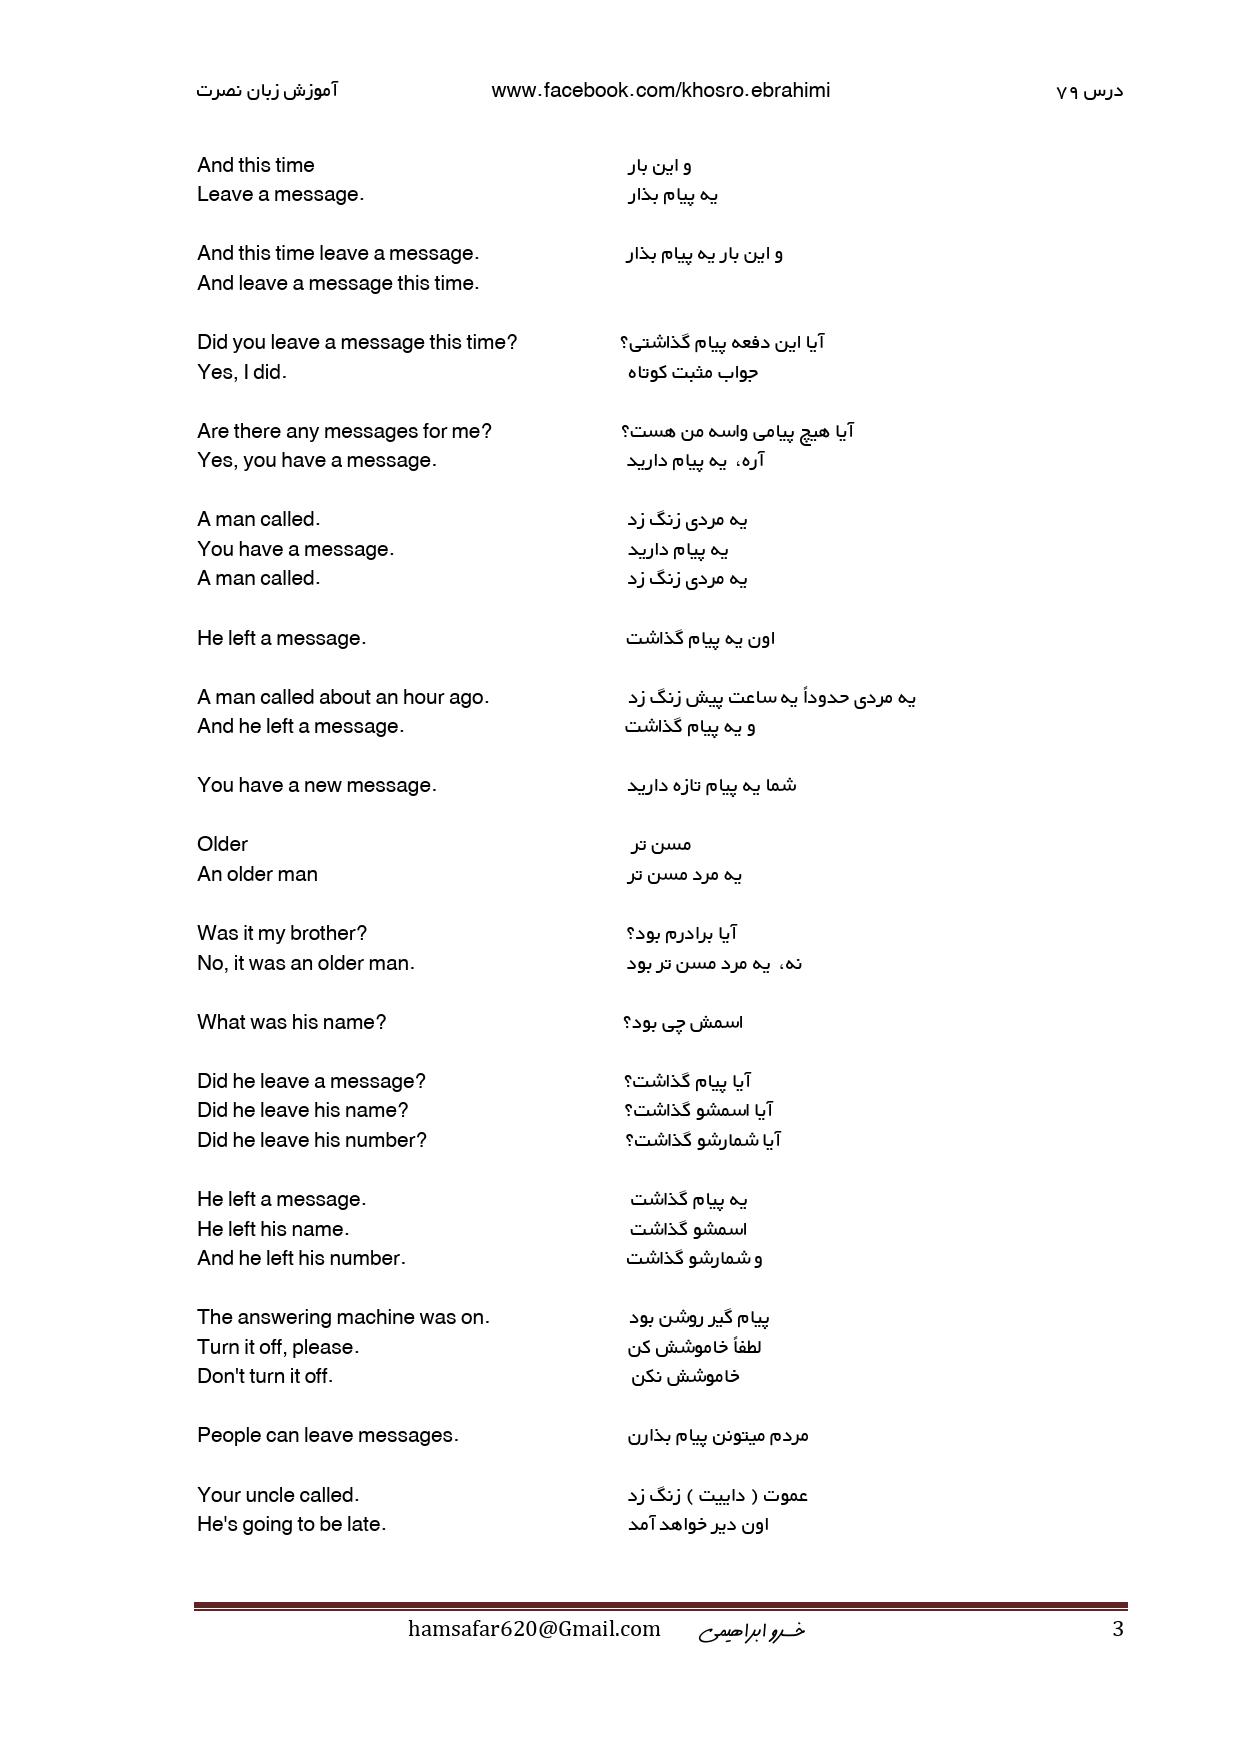 آموزش زبان نصرت www.facebook.com/khosro.ebrahimi درس ۷۹
And this time و این بار
Leave a message. یه پیام بذار
And this time leave a message. و این بار یه پیام بذار
And leave a message this time.
Did you leave a message this time? آیا این دفعه پیام گذاشتی؟
Yes, I did. جواب مثبت کوتاه
Are there any messages for me? آیا هیچ پیامی واسه من هست؟
Yes, you have a message. آره، یه پیام دارید
A man called. یه مردی زنگ زد
You have a message. یه پیام دارید
A man called. یه مردی زنگ زد
He left a message. اون یه پیام گذاشت
A man called about an hour ago. یه مردی حدوداً یه ساعت پیش زنگ زد
And he left a message. و یه پیام گذاشت
You have a new message. شما یه پیام تازه دارید
Older مسن تر
An older man یه مرد مسن تر
Was it my brother? آیا برادرم بود؟
No, it was an older man. نه، یه مرد مسن تر بود
What was his name? اسمش چی بود؟
Did he leave a message? آیا پیام گذاشت؟
Did he leave his name? آیا اسمشو گذاشت؟
Did he leave his number? آیا شمارشو گذاشت؟
He left a message. یه پیام گذاشت
He left his name. اسمشو گذاشت
And he left his number. و شمارشو گذاشت
The answering machine was on. پیام گیر روشن بود
Turn it off, please. لطفاً خاموشش کن
Don't turn it off. خاموشش نکن
People can leave messages. مردم میتونن پیام بذارن
Your uncle called. عموت ( داییت ) زنگ زد
He's going to be late. اون دیر خواهد آمد
hamsafar620@Gmail.com خسرو ابراهیمی 3